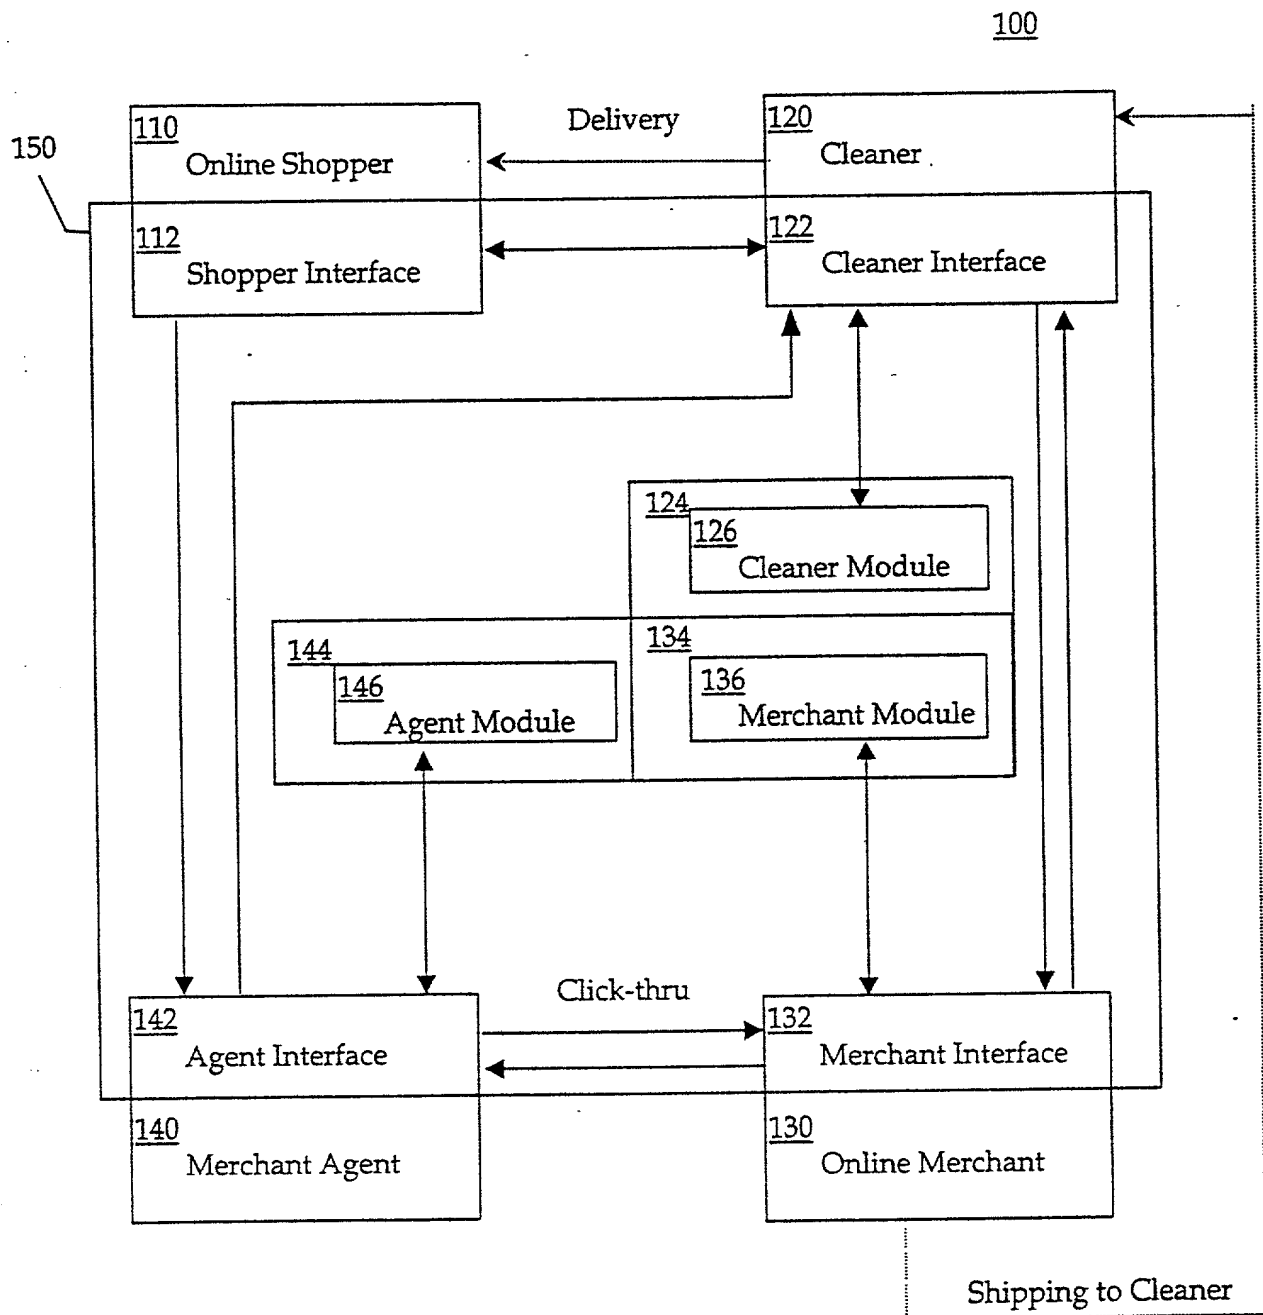 100
110
Online Shopper
Delivery
120
Cleaner
150
112
Shopper Interface
122
Cleaner Interface
124
126
Cleaner Module
144
146
Agent Module
134
136
Merchant Module
142
Agent Interface
Click-thru
132
Merchant Interface
140
Merchant Agent
130
Online Merchant
Shipping to Cleaner